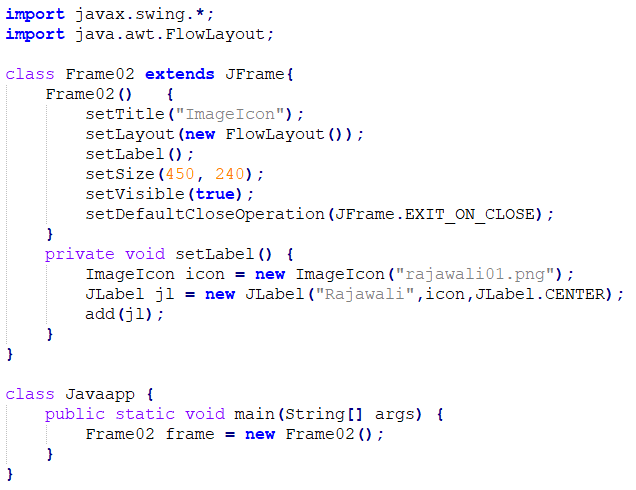 import javax.swing.*;
import java.awt.FlowLayout;

class Frame02 extends JFrame{
    Frame02()   {
        setTitle("ImageIcon");
        setLayout(new FlowLayout());
        setLabel();
        setSize(450, 240);
        setVisible(true);
        setDefaultCloseOperation(JFrame.EXIT_ON_CLOSE);
    }
    private void setLabel() {
        ImageIcon icon = new ImageIcon("rajawali01.png");
        JLabel jl = new JLabel("Rajawali",icon,JLabel.CENTER);
        add(jl);
    }
}

class Javaapp {
    public static void main(String[] args) {
        Frame02 frame = new Frame02();
    }
}